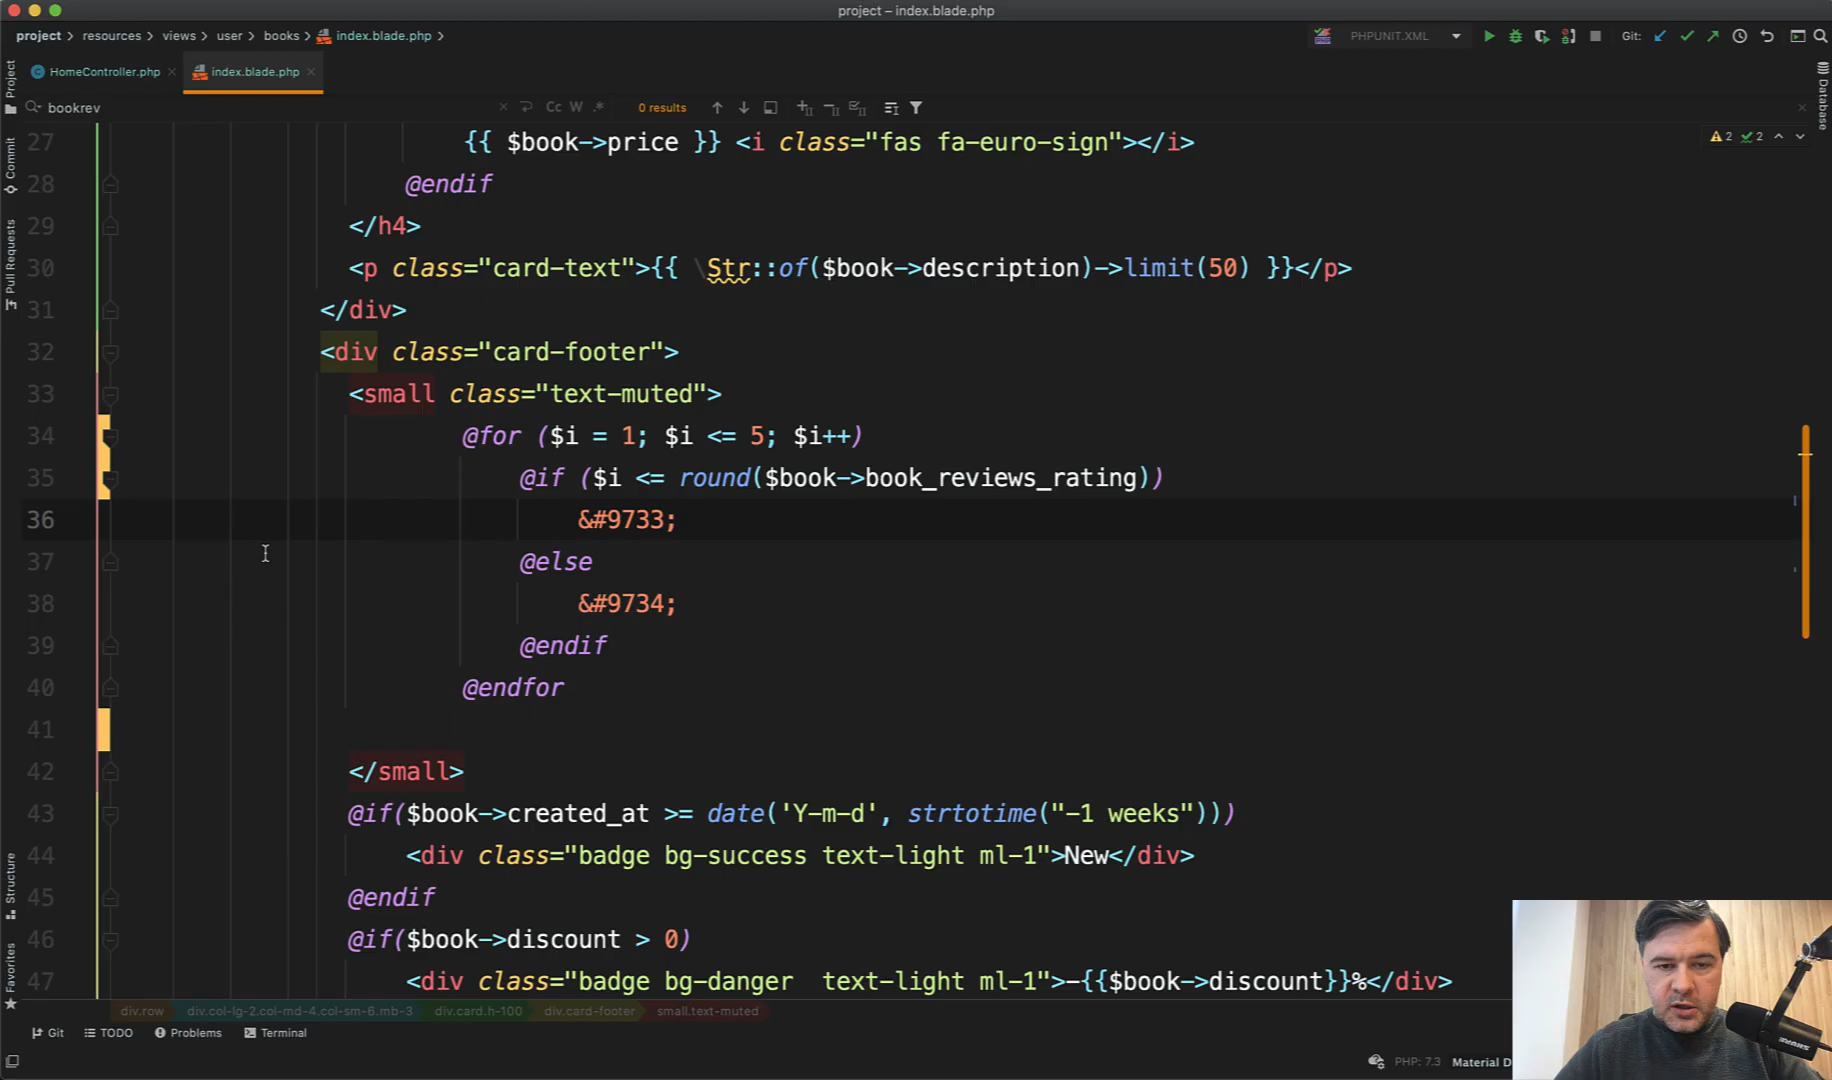 project – index.blade.php
project > resources > views > user > books > index.blade.php >
PHPUNIT.XML
Git:
HomeController.php
index.blade.php
bookrev
Cc W .*
0 results
Project
Commit
Pull Requests
Structure
Favorites
Database
2 2
27 {{ $book->price }} <i class="fas fa-euro-sign"></i>
28 @endif
29 </h4>
30 <p class="card-text">{{ \Str::of($book->description)->limit(50) }}</p>
31 </div>
32 <div class="card-footer">
33 <small class="text-muted">
34 @for ($i = 1; $i <= 5; $i++)
35 @if ($i <= round($book->book_reviews_rating))
36 &#9733;
37 @else
38 &#9734;
39 @endif
40 @endfor
41
42 </small>
43 @if($book->created_at >= date('Y-m-d', strtotime("-1 weeks")))
44 <div class="badge bg-success text-light ml-1">New</div>
45 @endif
46 @if($book->discount > 0)
47 <div class="badge bg-danger  text-light ml-1">-{{$book->discount}}%</div>
div.row div.col-lg-2.col-md-4.col-sm-6.mb-3 div.card.h-100 div.card-footer small.text-muted
Git TODO Problems Terminal
PHP: 7.3 Material D